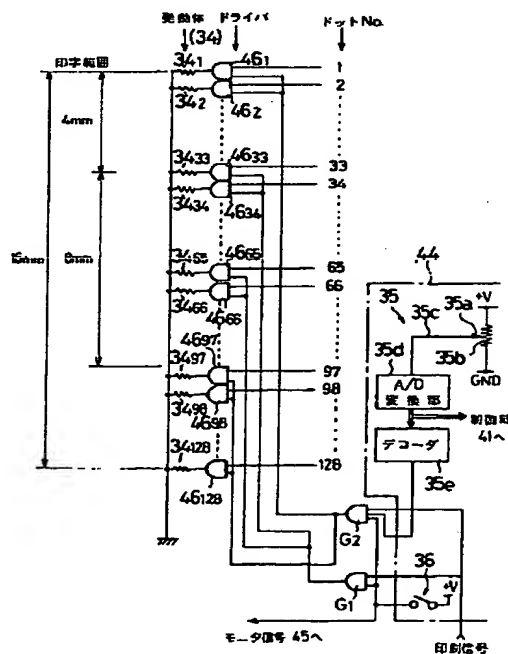 発熱体
(34)
ドライバ
ドットNo.
印字範囲
34₁
46₁
1
34₂
46₂
2
4mm
34₃₃
46₃₃
33
34₃₄
46₃₄
34
16mm
8mm
34₆₅
46₆₅
65
34₆₆
46₆₆
66
44
+V
35
35c
35a
35b
35d
GND
34₉₇
46₉₇
97
A/D
変換部
34₉₈
46₉₈
98
制御部
41へ
デコーダ
35e
34₁₂₈
46₁₂₈
128
G2
36
+V
G1
モータ信号 45へ
印刷信号